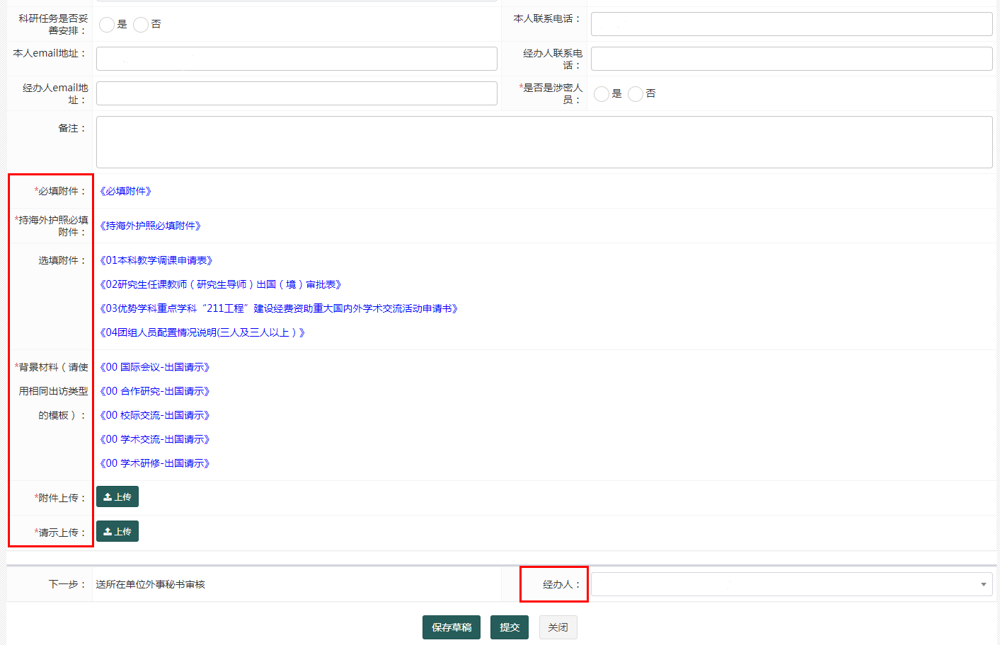 科研任务是否妥善安排：
是 否
本人联系电话：
本人email地址：
经办人联系电话：
经办人email地址：
*是否是涉密人员：
是 否
备注：
*必填附件：
《必填附件》
*持海外护照必填附件：
《持海外护照必填附件》
选填附件：
《01本科教学调课申请表》
《02研究生任课教师（研究生导师）出国（境）审批表》
《03优势学科重点学科“211工程”建设经费资助重大国内外学术交流活动申请书》
《04团组人员配置情况说明(三人及三人以上）》
*背景材料（请使用相同出访类型的模板）：
《00 国际会议-出国请示》
《00 合作研究-出国请示》
《00 校际交流-出国请示》
《00 学术交流-出国请示》
《00 学术研修-出国请示》
*附件上传：
上传
*请示上传：
上传
下一步：
送所在单位外事秘书审核
经办人：
保存草稿
提交
关闭